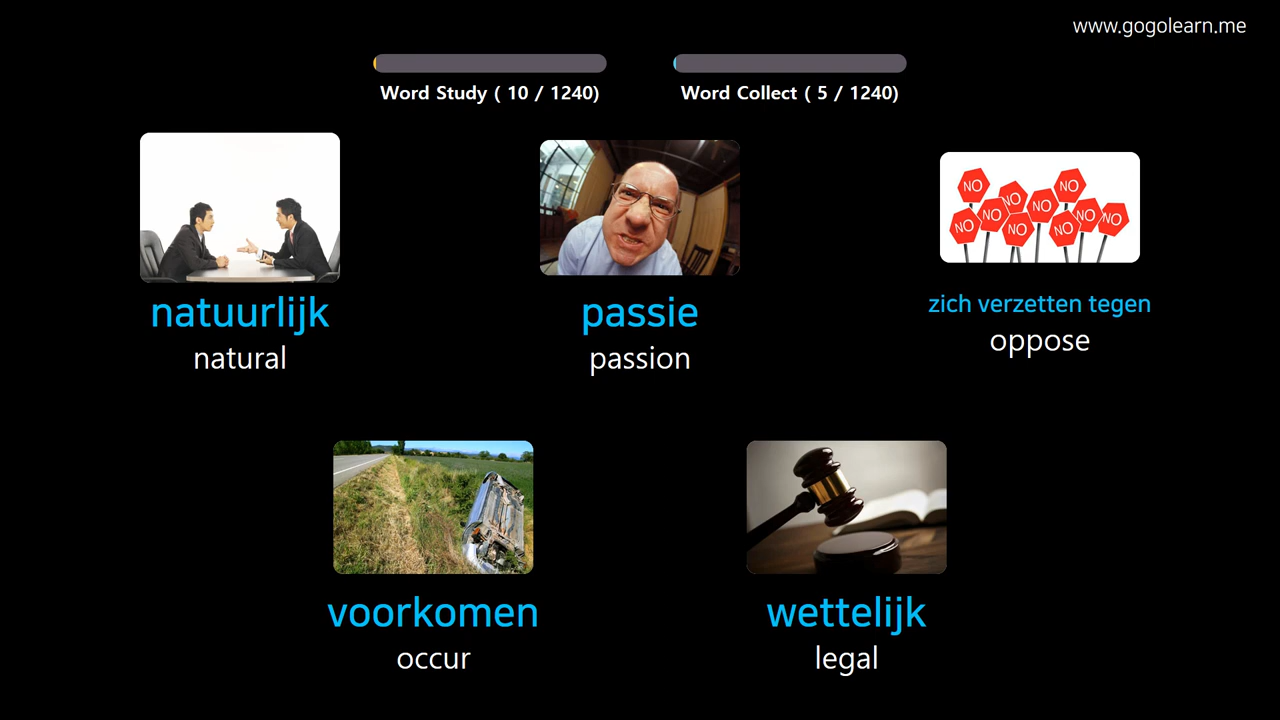 www.gogolearn.me
Word Study ( 10 / 1240)
Word Collect ( 5 / 1240)
NO NO NO NO NO NO NO NO NO
natuurlijk
natural
passie
passion
zich verzetten tegen
oppose
voorkomen
occur
wettelijk
legal